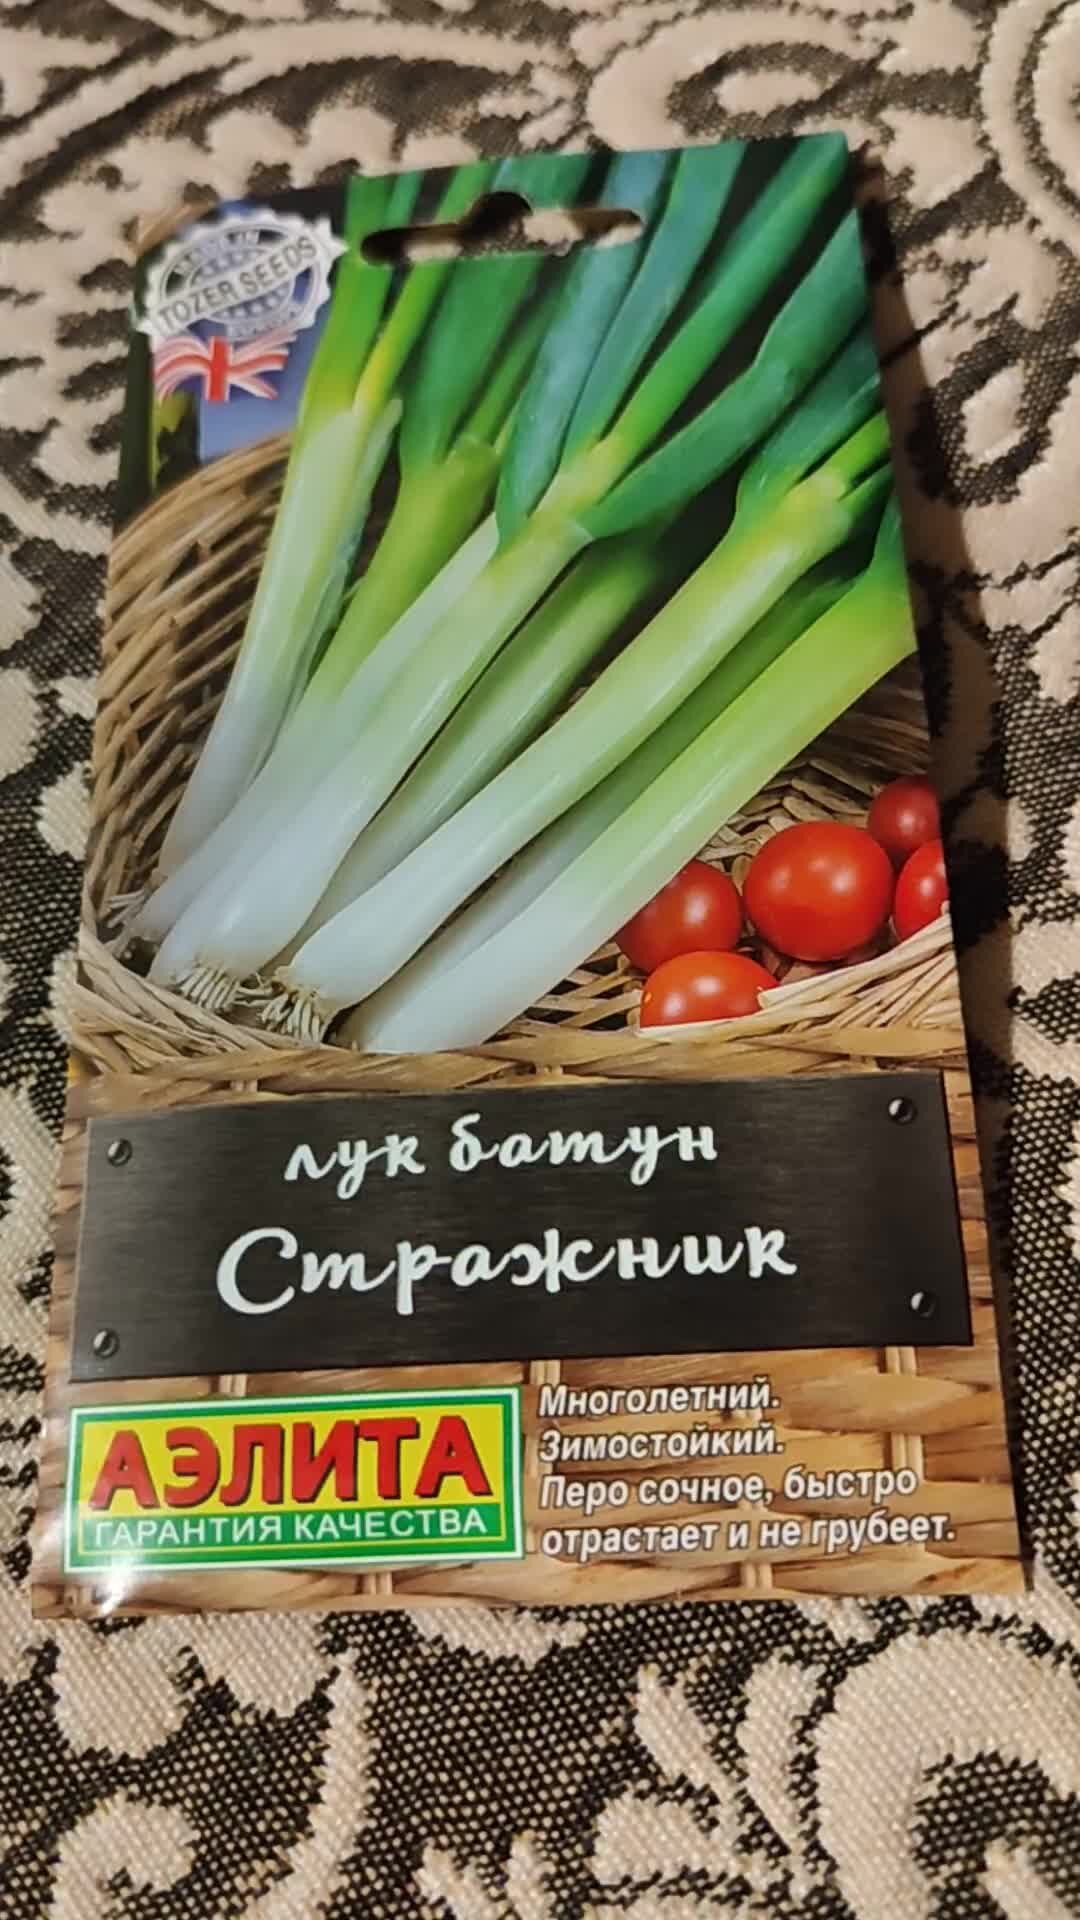 TOZER SEEDS
лук батун
Стражник
АЭЛИТА
ГАРАНТИЯ КАЧЕСТВА
Многолетний.
Зимостойкий.
Перо сочное, быстро
отрастает и не грубеет.